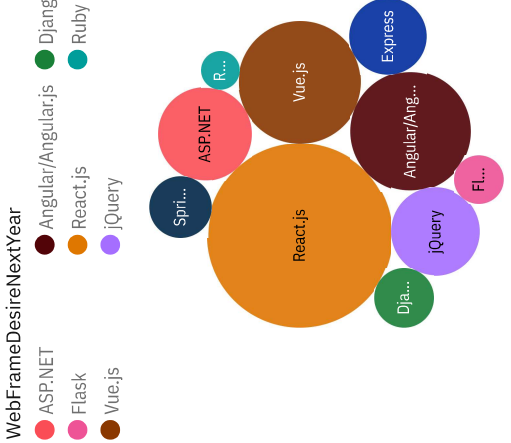 WebFrameDesireNextYear
ASP.NET Angular/Angular.js Djang
Flask React.js Ruby
Vue.js jQuery
Express
R...
Vue.js
ASP.NET
Angular/Ang...
Spri...
Fl...
React.js
jQuery
Dja...